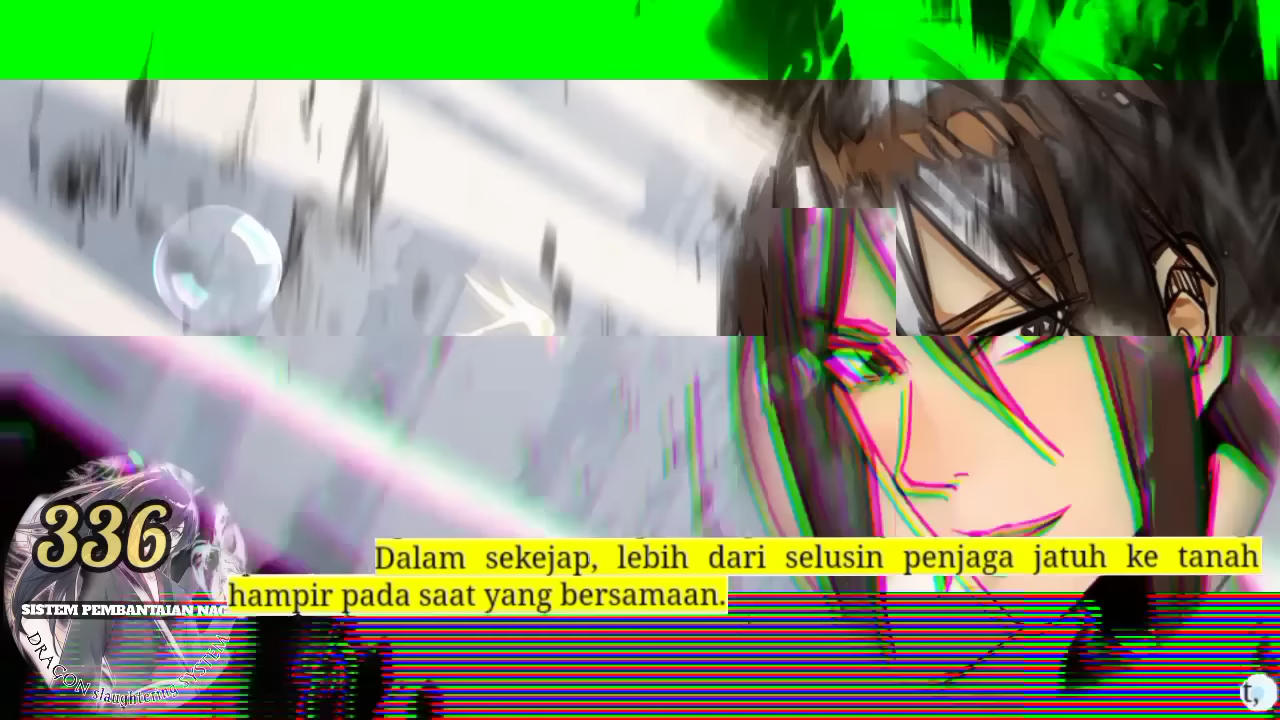 336
SISTEM PEMBANTAIAN NAG
DRAGON slaughtering SYSTEM
Dalam sekejap, lebih dari selusin penjaga jatuh ke tanah
hampir pada saat yang bersamaan.
t,